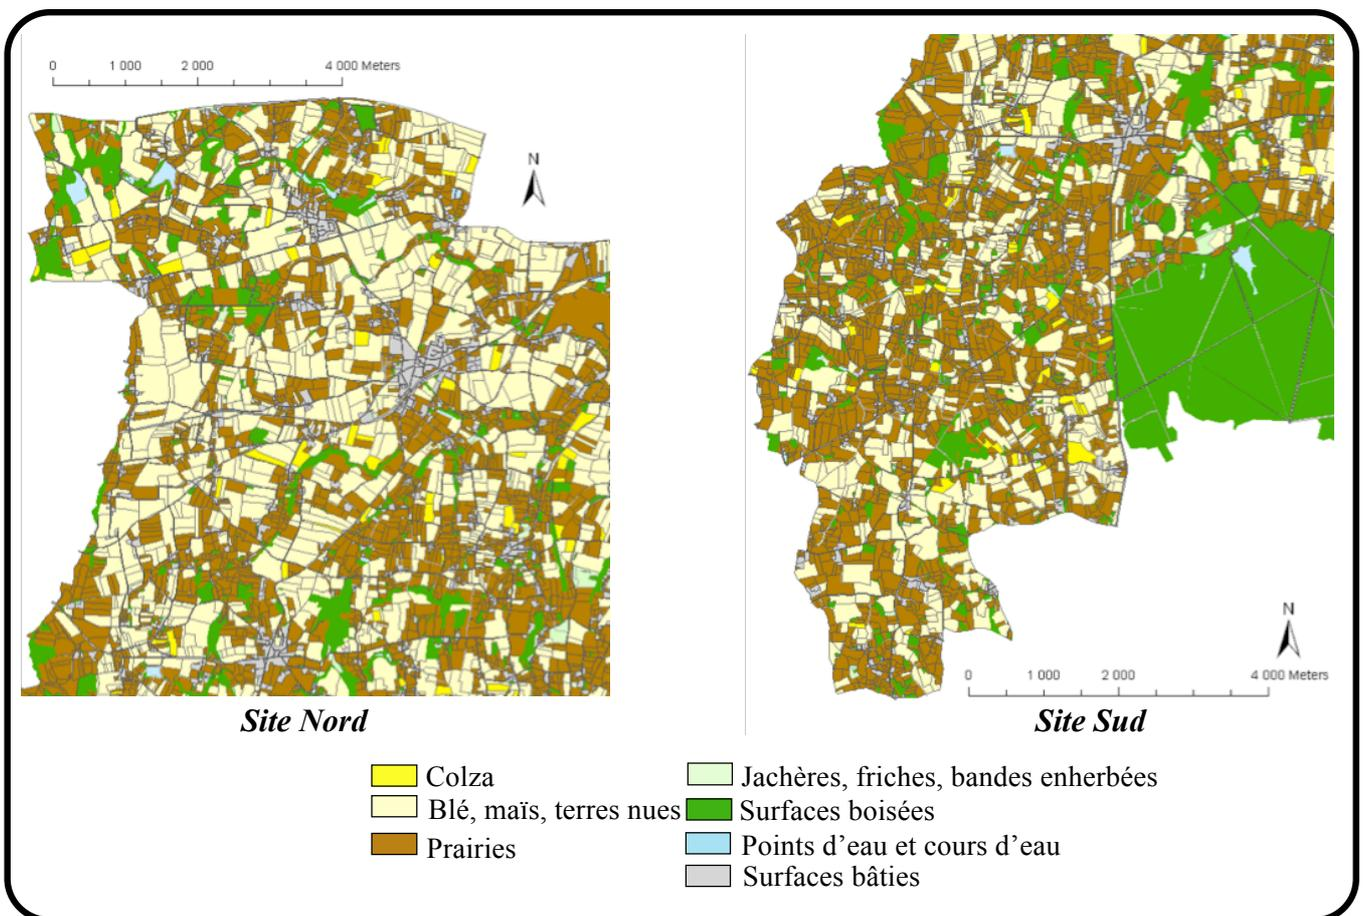 0 1 000 2 000 4 000 Meters
N
Site Nord
N
0 1 000 2 000 4 000 Meters
Site Sud
Colza
Blé, maïs, terres nues
Prairies
Jachères, friches, bandes enherbées
Surfaces boisées
Points d’eau et cours d’eau
Surfaces bâties